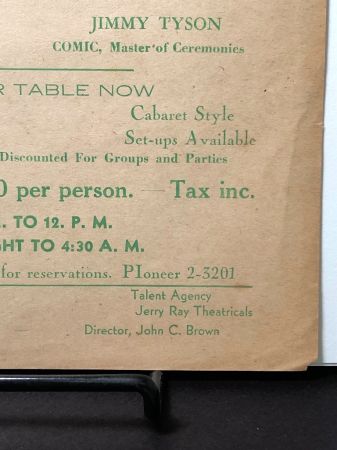 JIMMY TYSON
COMIC, Master of Ceremonies
R TABLE NOW
Cabaret Style
Set-ups Available
Discounted For Groups and Parties
0 per person. — Tax inc.
. TO 12. P. M.
GHT TO 4:30 A. M.
for reservations. PIoneer 2-3201
Talent Agency
Jerry Ray Theatricals
Director, John C. Brown